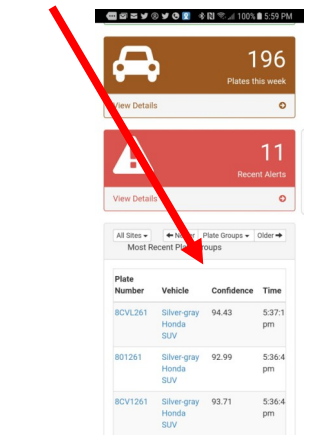 100% 5:59 PM
196
Plates this week
View Details
11
Recent Alerts
View Details
All Sites Plate Groups Older
Most Recent
Plate Number Vehicle Confidence Time
8CVL261 Silver-gray Honda SUV 94.43 5:37:1 pm
801261 Silver-gray Honda SUV 92.99 5:36:4 pm
8CV1261 Silver-gray Honda SUV 93.71 5:36:4 pm